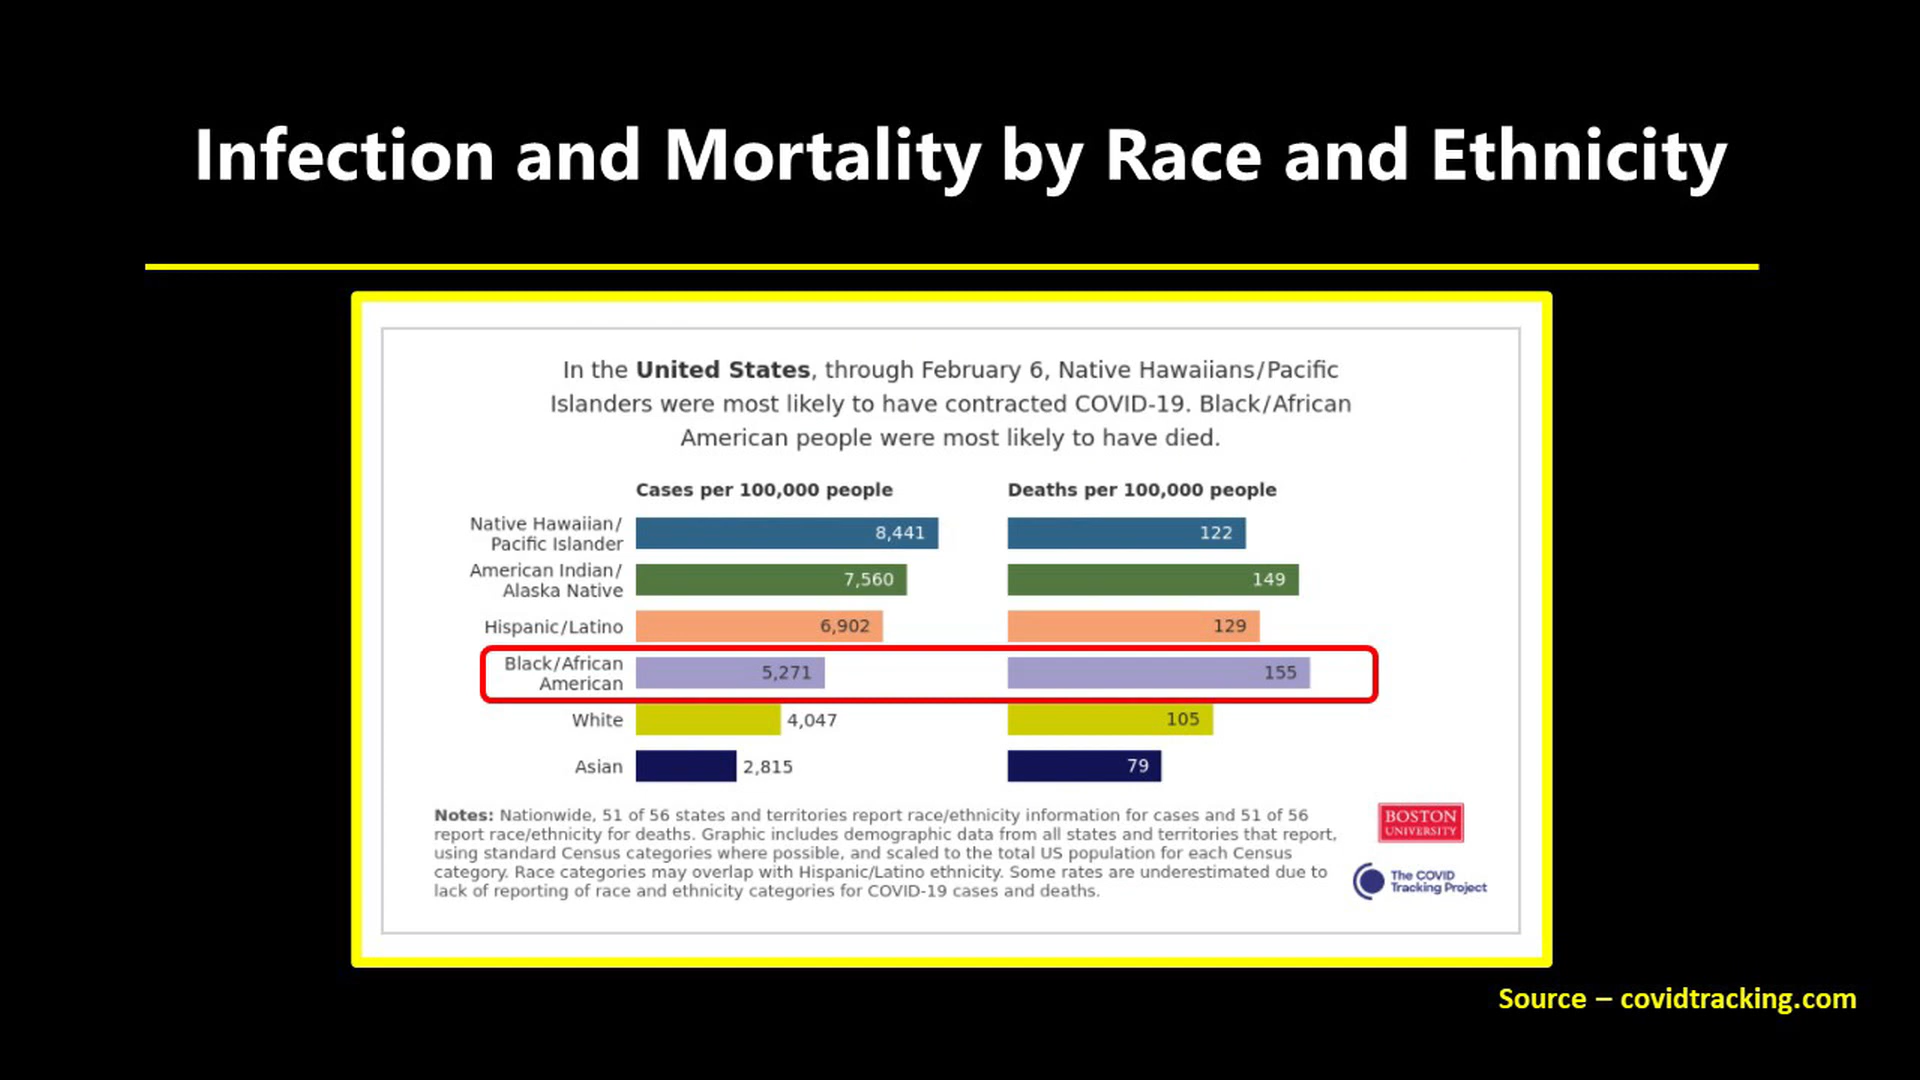 Infection and Mortality by Race and Ethnicity
In the United States, through February 6, Native Hawaiians/Pacific
Islanders were most likely to have contracted COVID-19. Black/African
American people were most likely to have died.
Cases per 100,000 people
Deaths per 100,000 people
Native Hawaiian/
Pacific Islander
8,441
122
American Indian/
Alaska Native
7,560
149
Hispanic/Latino
6,902
129
Black/African
American
5,271
155
White
4,047
105
Asian
2,815
79
Notes: Nationwide, 51 of 56 states and territories report race/ethnicity information for cases and 51 of 56
report race/ethnicity for deaths. Graphic includes demographic data from all states and territories that report,
using standard Census categories where possible, and scaled to the total US population for each Census
category. Race categories may overlap with Hispanic/Latino ethnicity. Some rates are underestimated due to
lack of reporting of race and ethnicity categories for COVID-19 cases and deaths.
BOSTON
UNIVERSITY
The COVID
Tracking Project
Source – covidtracking.com